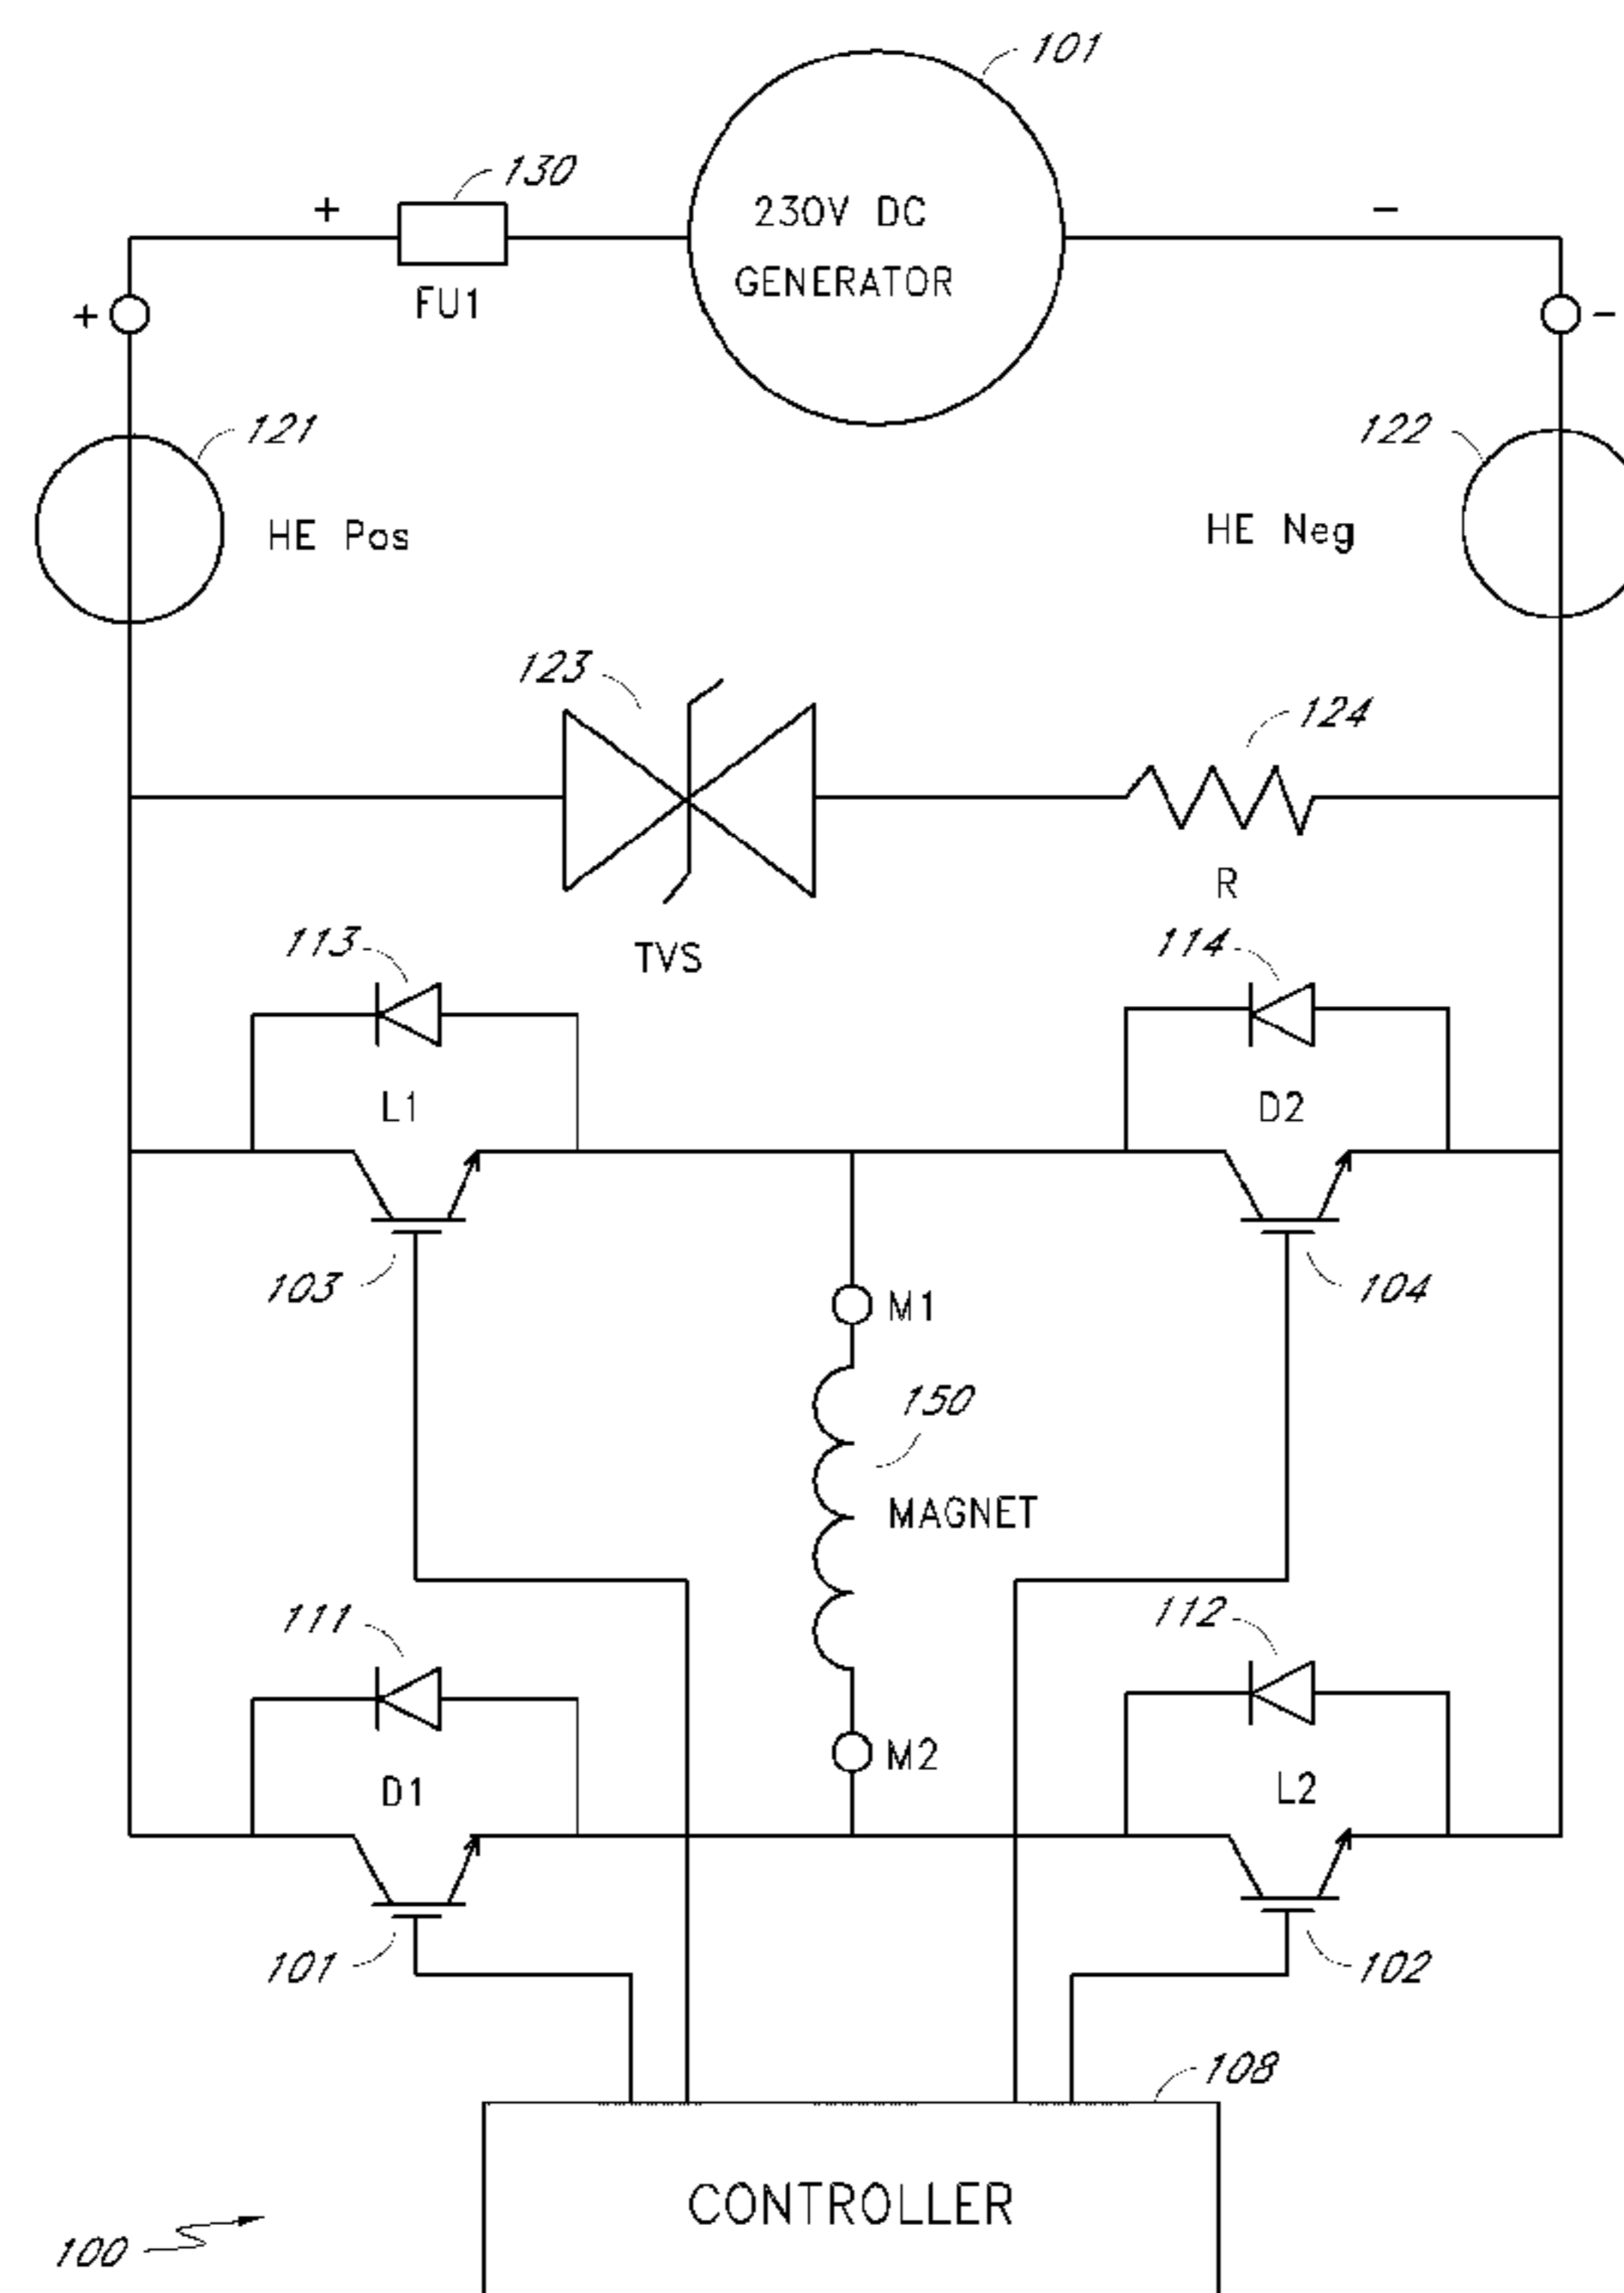 101
130
+
230V DC
-
GENERATOR
FU1
+
-
121
122
HE Pos
HE Neg
123
124
R
113
114
TVS
L1
D2
103
104
M1
150
MAGNET
111
112
M2
D1
L2
101
102
108
CONTROLLER
100